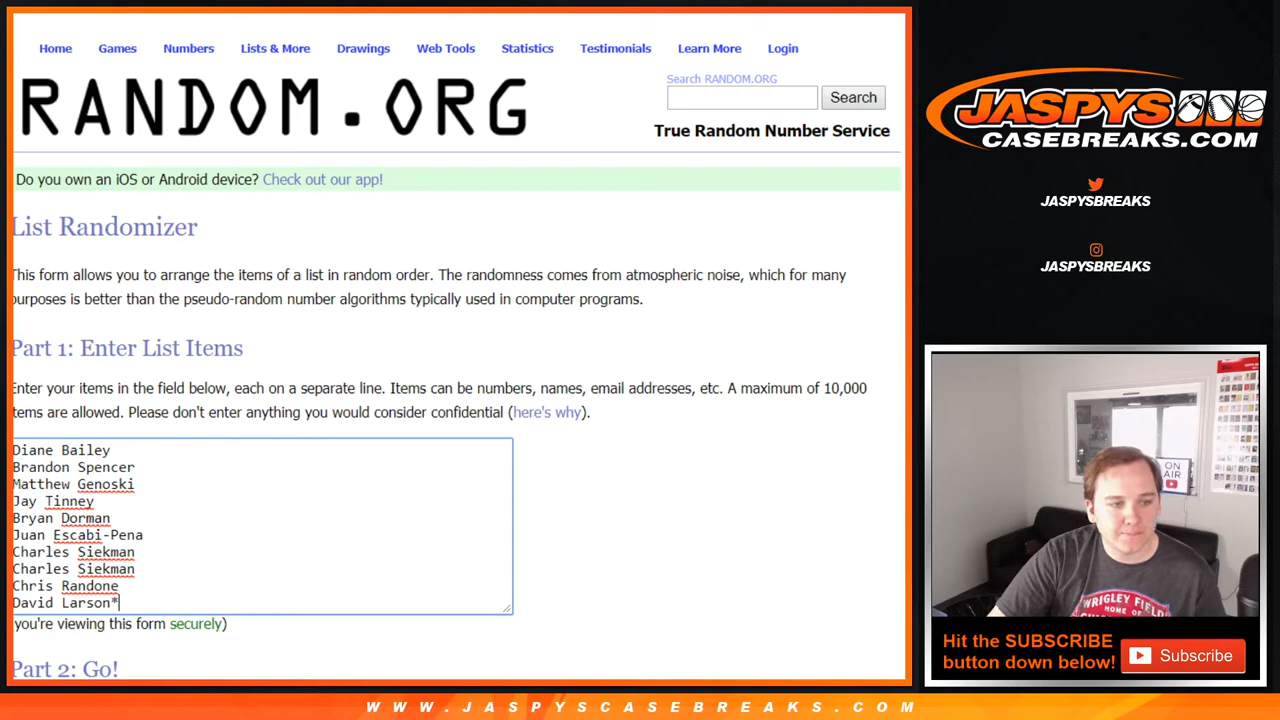 Home Games Numbers Lists & More Drawings Web Tools Statistics Testimonials Learn More Login
RANDOM.ORG
Search RANDOM.ORG
Search
True Random Number Service
Do you own an iOS or Android device? Check out our app!
List Randomizer
This form allows you to arrange the items of a list in random order. The randomness comes from atmospheric noise, which for many
purposes is better than the pseudo-random number algorithms typically used in computer programs.
Part 1: Enter List Items
Enter your items in the field below, each on a separate line. Items can be numbers, names, email addresses, etc. A maximum of 10,000
items are allowed. Please don't enter anything you would consider confidential (here's why).
Diane Bailey
Brandon Spencer
Matthew Genoski
Jay Tinney
Bryan Dorman
Juan Escabi-Pena
Charles Siekman
Charles Siekman
Chris Randone
David Larson*
you're viewing this form securely)
Part 2: Go!
JASPYS
CASEBREAKS.COM
JASPYSBREAKS
JASPYSBREAKS
ON
AIR
WRIGLEY FIELD
HOME OF
Hit the SUBSCRIBE
button down below!
Subscribe
WWW.JASPYSCASEBREAKS.COM